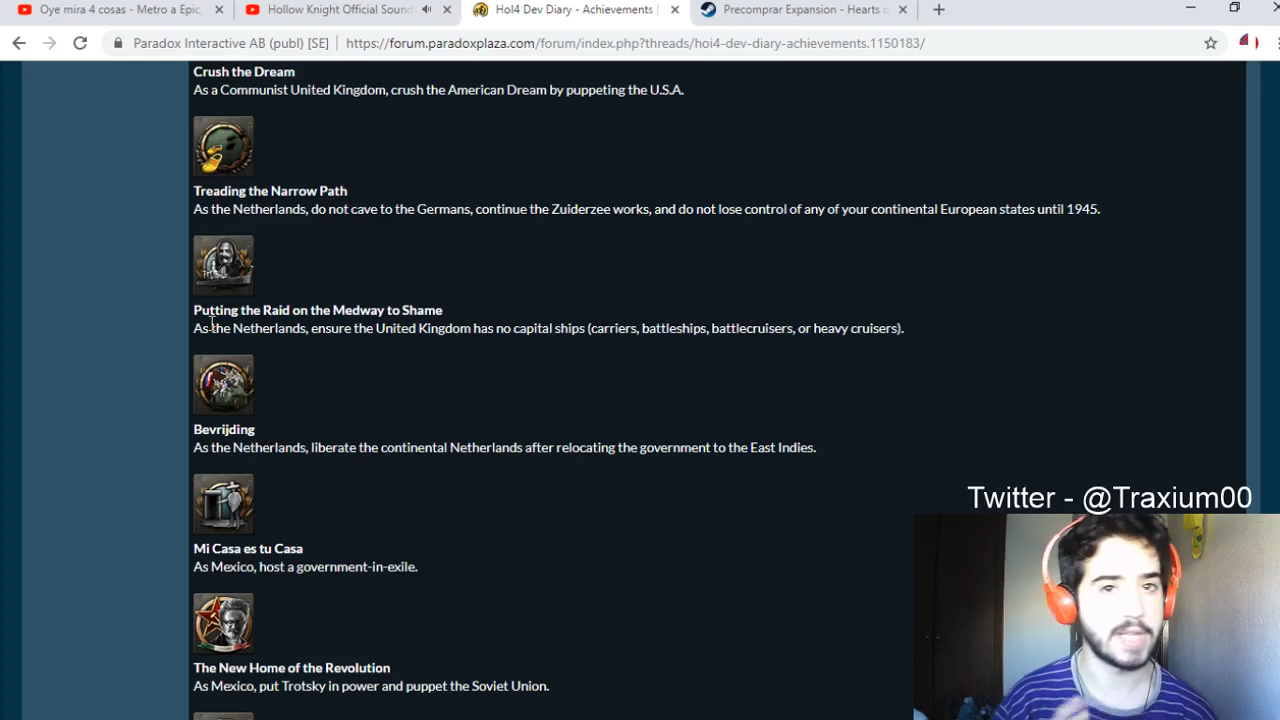 Oye mira 4 cosas - Metro a Epic,
Hollow Knight Official Sound
HoI4 Dev Diary - Achievements |
Precomprar Expansion - Hearts o
Paradox Interactive AB (publ) [SE] | https://forum.paradoxplaza.com/forum/index.php?threads/hoi4-dev-diary-achievements.1150183/
Crush the Dream
As a Communist United Kingdom, crush the American Dream by puppeting the U.S.A.
Treading the Narrow Path
As the Netherlands, do not cave to the Germans, continue the Zuiderzee works, and do not lose control of any of your continental European states until 1945.
Putting the Raid on the Medway to Shame
As the Netherlands, ensure the United Kingdom has no capital ships (carriers, battleships, battlecruisers, or heavy cruisers).
Bevrijding
As the Netherlands, liberate the continental Netherlands after relocating the government to the East Indies.
Twitter - @Traxium00
Mi Casa es tu Casa
As Mexico, host a government-in-exile.
The New Home of the Revolution
As Mexico, put Trotsky in power and puppet the Soviet Union.